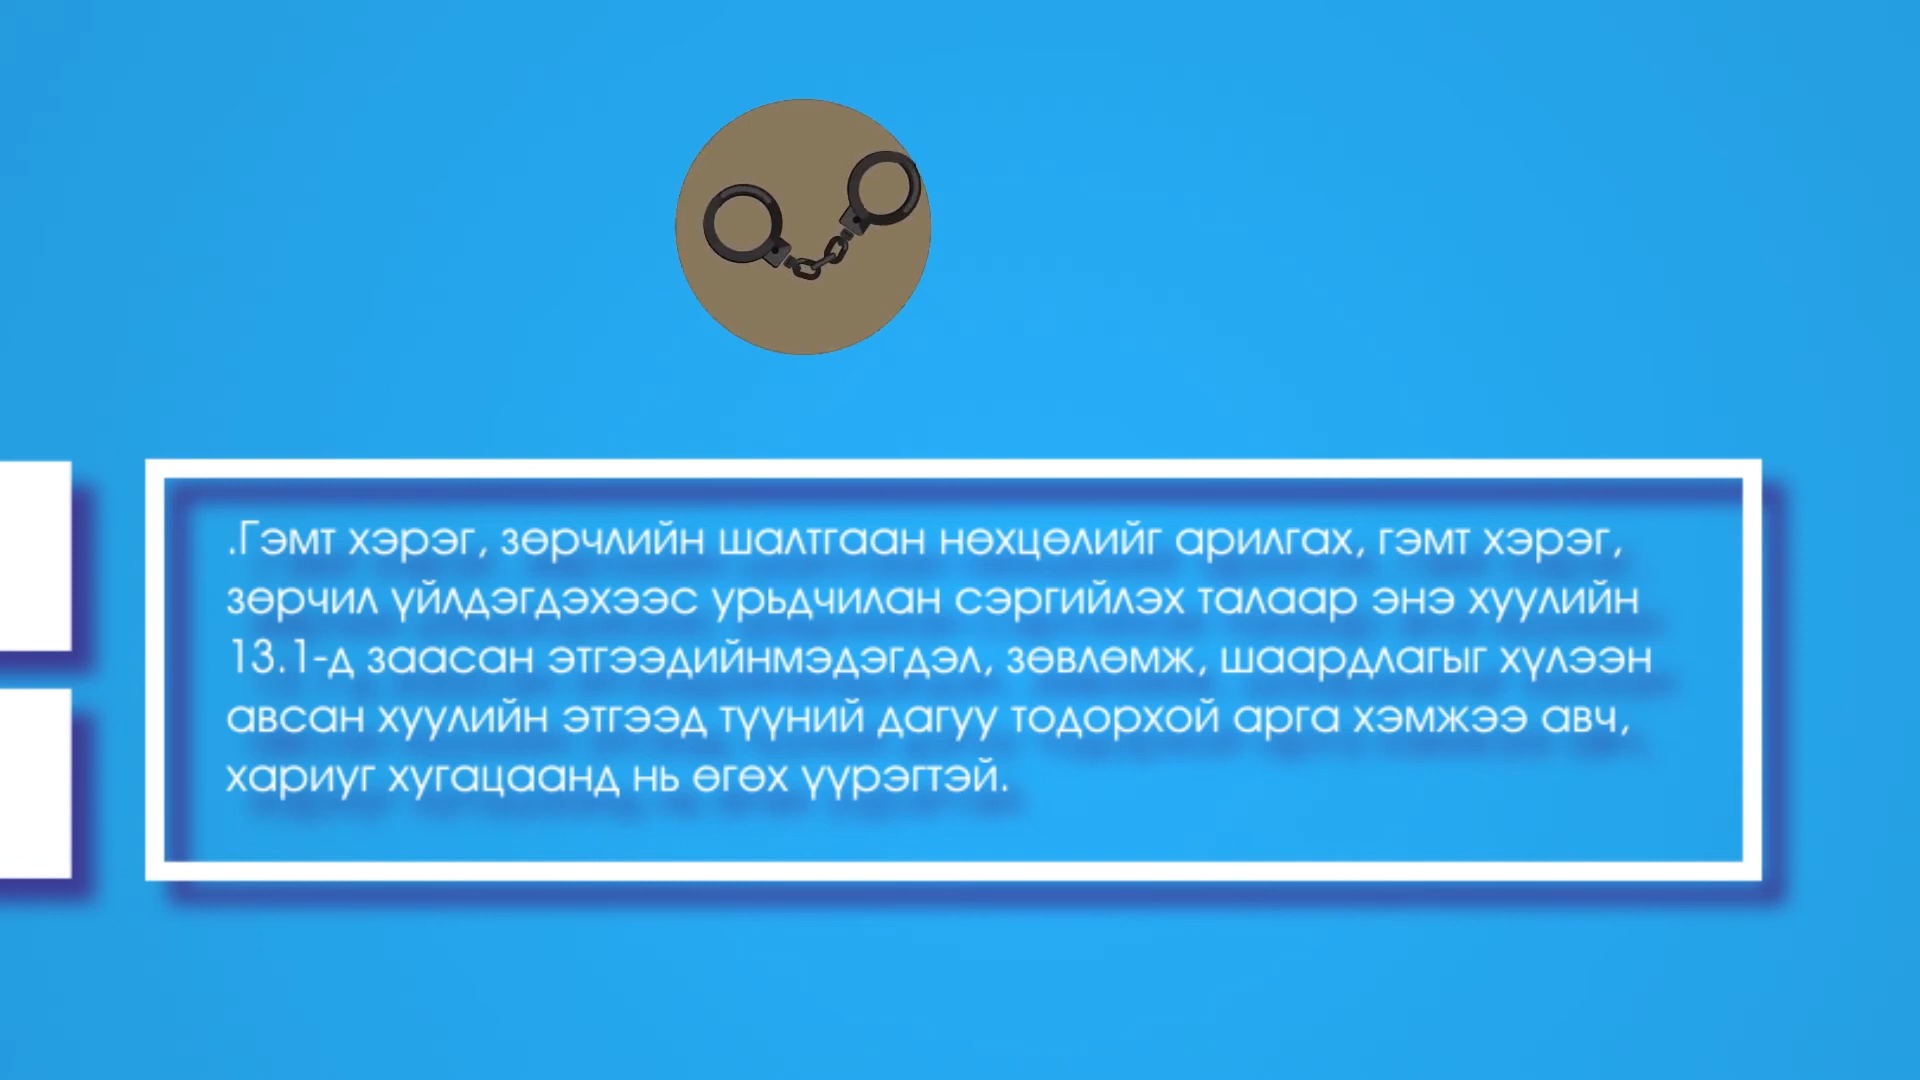 .Гэмт хэрэг, зөрчлийн шалтгаан нөхцөлийг арилгах, гэмт хэрэг,
зөрчил үйлдэгдэхээс урьдчилан сэргийлэх талаар энэ хуулийн
13.1-д заасан этгээдийнмэдэгдэл, зөвлөмж, шаардлагыг хүлээн
авсан хуулийн этгээд түүний дагуу тодорхой арга хэмжээ авч,
хариуг хугацаанд нь өгөх үүрэгтэй.